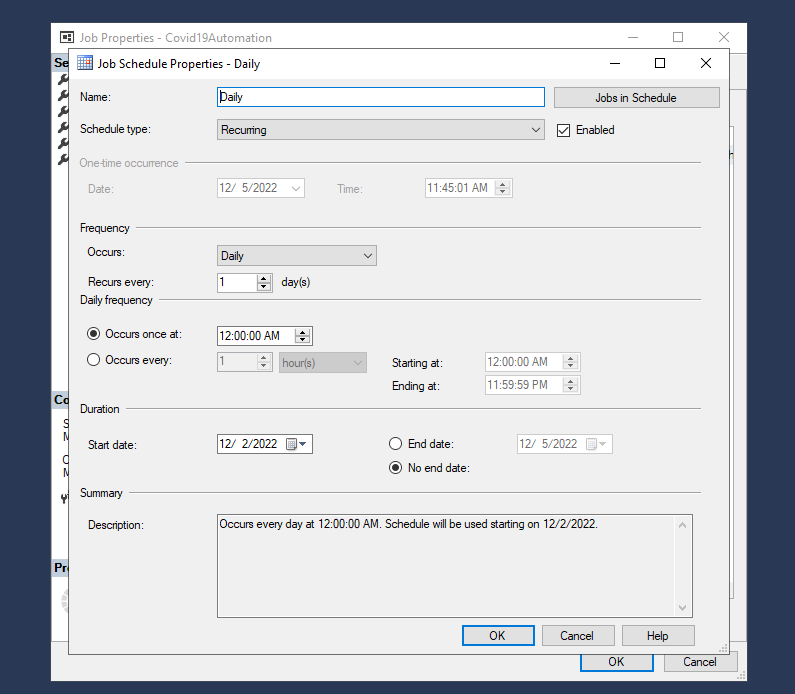 Job Properties - Covid19Automation
Se
Job Schedule Properties - Daily
Name:
Daily
Jobs in Schedule
Schedule type:
Recurring
Enabled
One-time occurrence
Date:
12/ 5/2022
Time:
11:45:01 AM
Frequency
Occurs:
Daily
Recurs every:
1
day(s)
Daily frequency
Occurs once at:
12:00:00 AM
Occurs every:
1
hour(s)
Starting at:
12:00:00 AM
Ending at:
11:59:59 PM
Co
Duration
S
M
Start date:
12/ 2/2022
End date:
12/ 5/2022
No end date:
M
Summary
Description:
Occurs every day at 12:00:00 AM. Schedule will be used starting on 12/2/2022.
Pr
OK
Cancel
Help
OK
Cancel